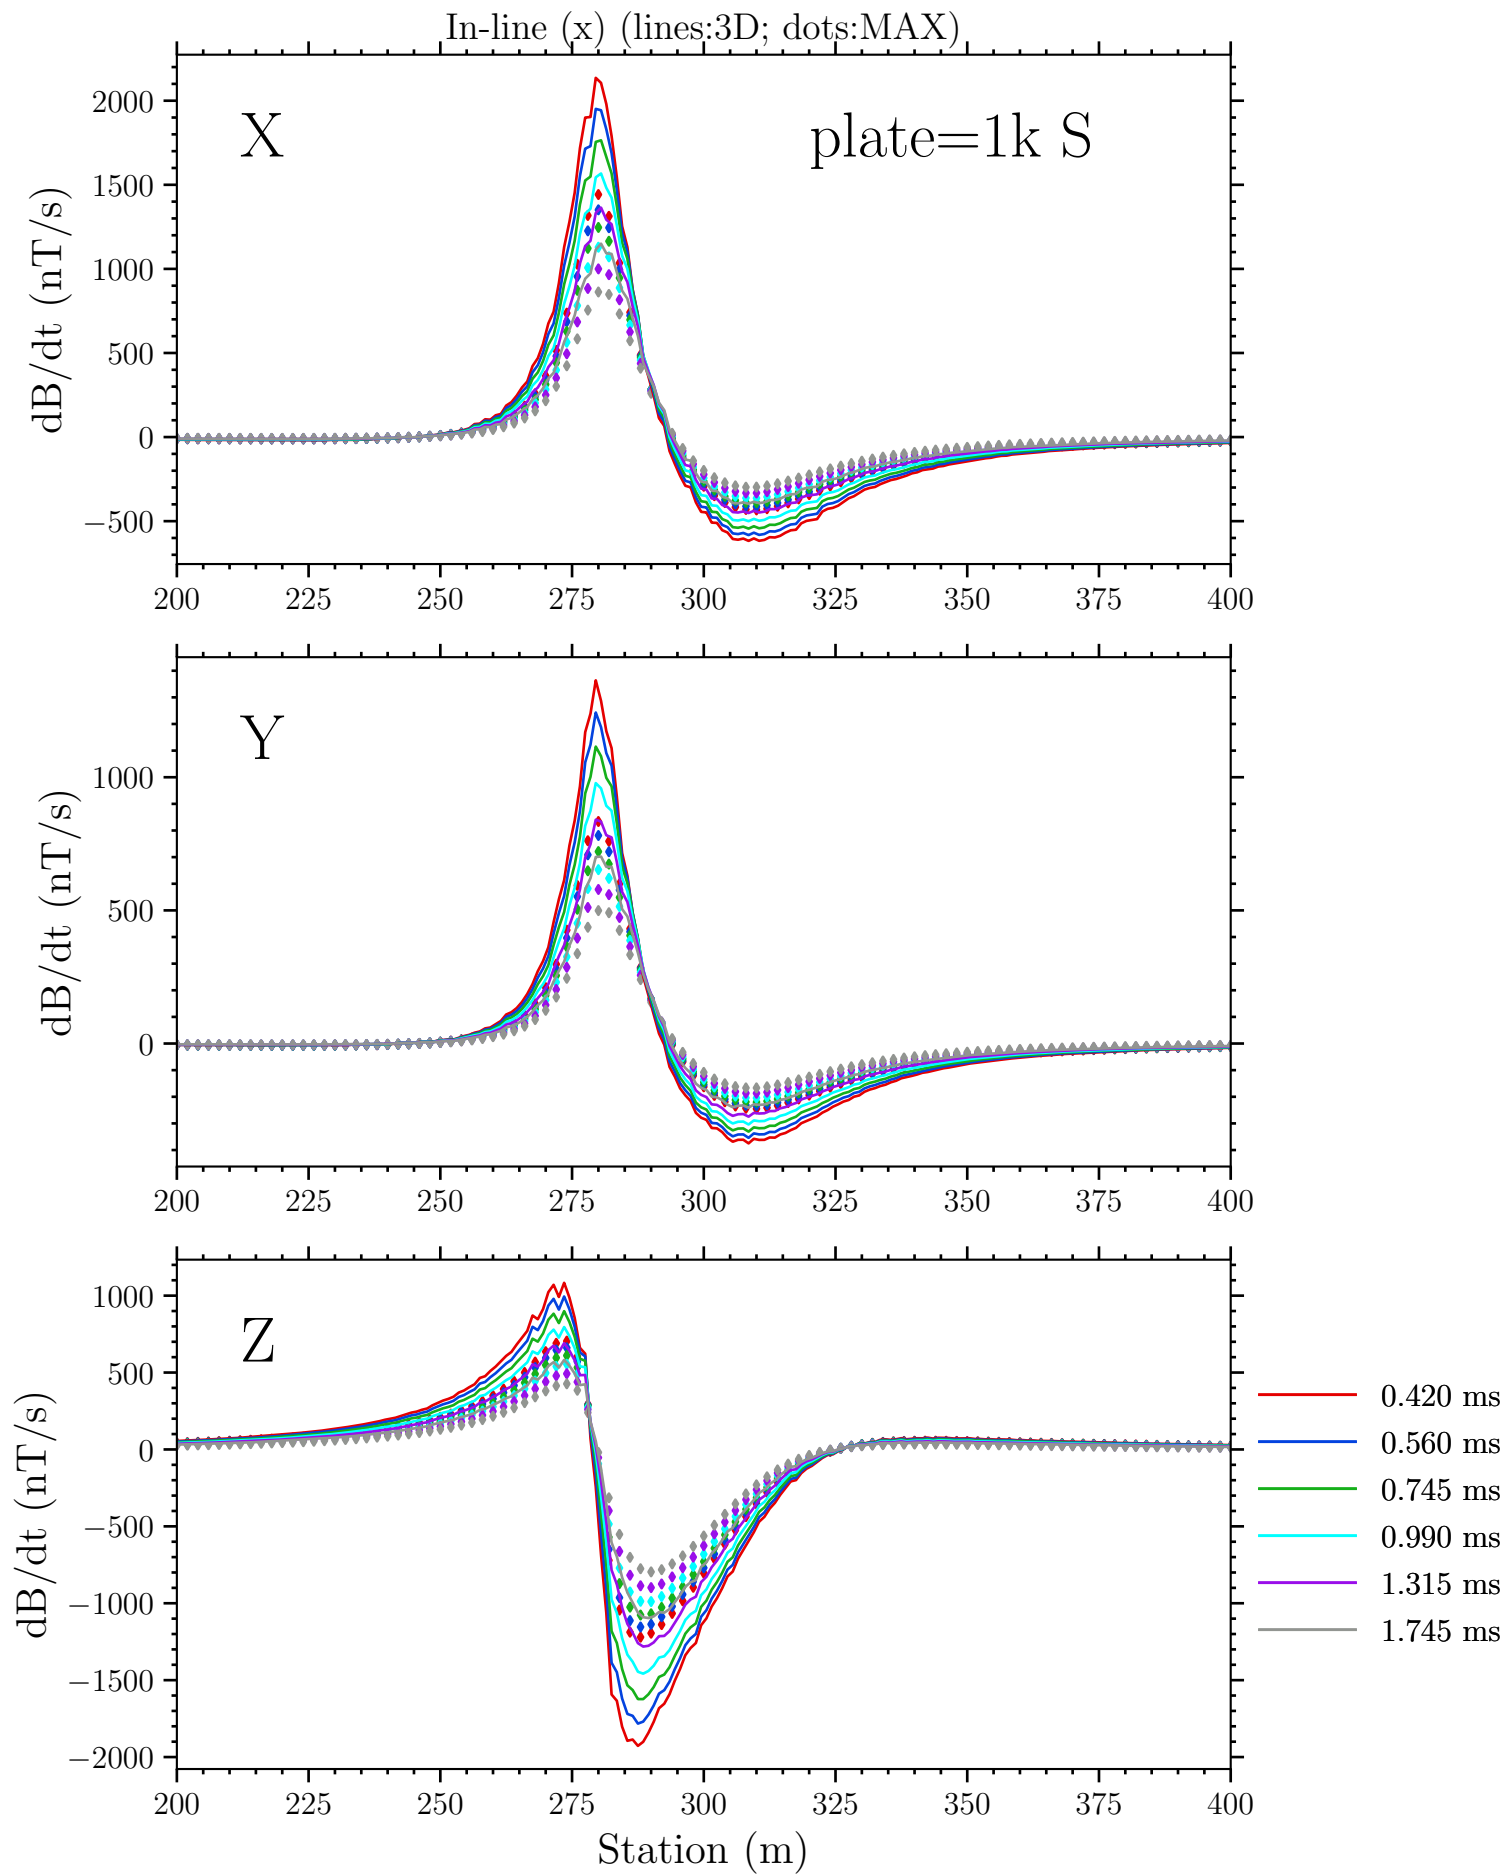 In-line (x) (lines:3D; dots:MAX)
X
plate=1k S
dB/dt (nT/s)
2000
1500
1000
500
0
−500
200 225 250 275 300 325 350 375 400
Y
dB/dt (nT/s)
1000
500
0
200 225 250 275 300 325 350 375 400
Z
dB/dt (nT/s)
1000
500
0
−500
−1000
−1500
−2000
200 225 250 275 300 325 350 375 400
Station (m)
0.420 ms
0.560 ms
0.745 ms
0.990 ms
1.315 ms
1.745 ms